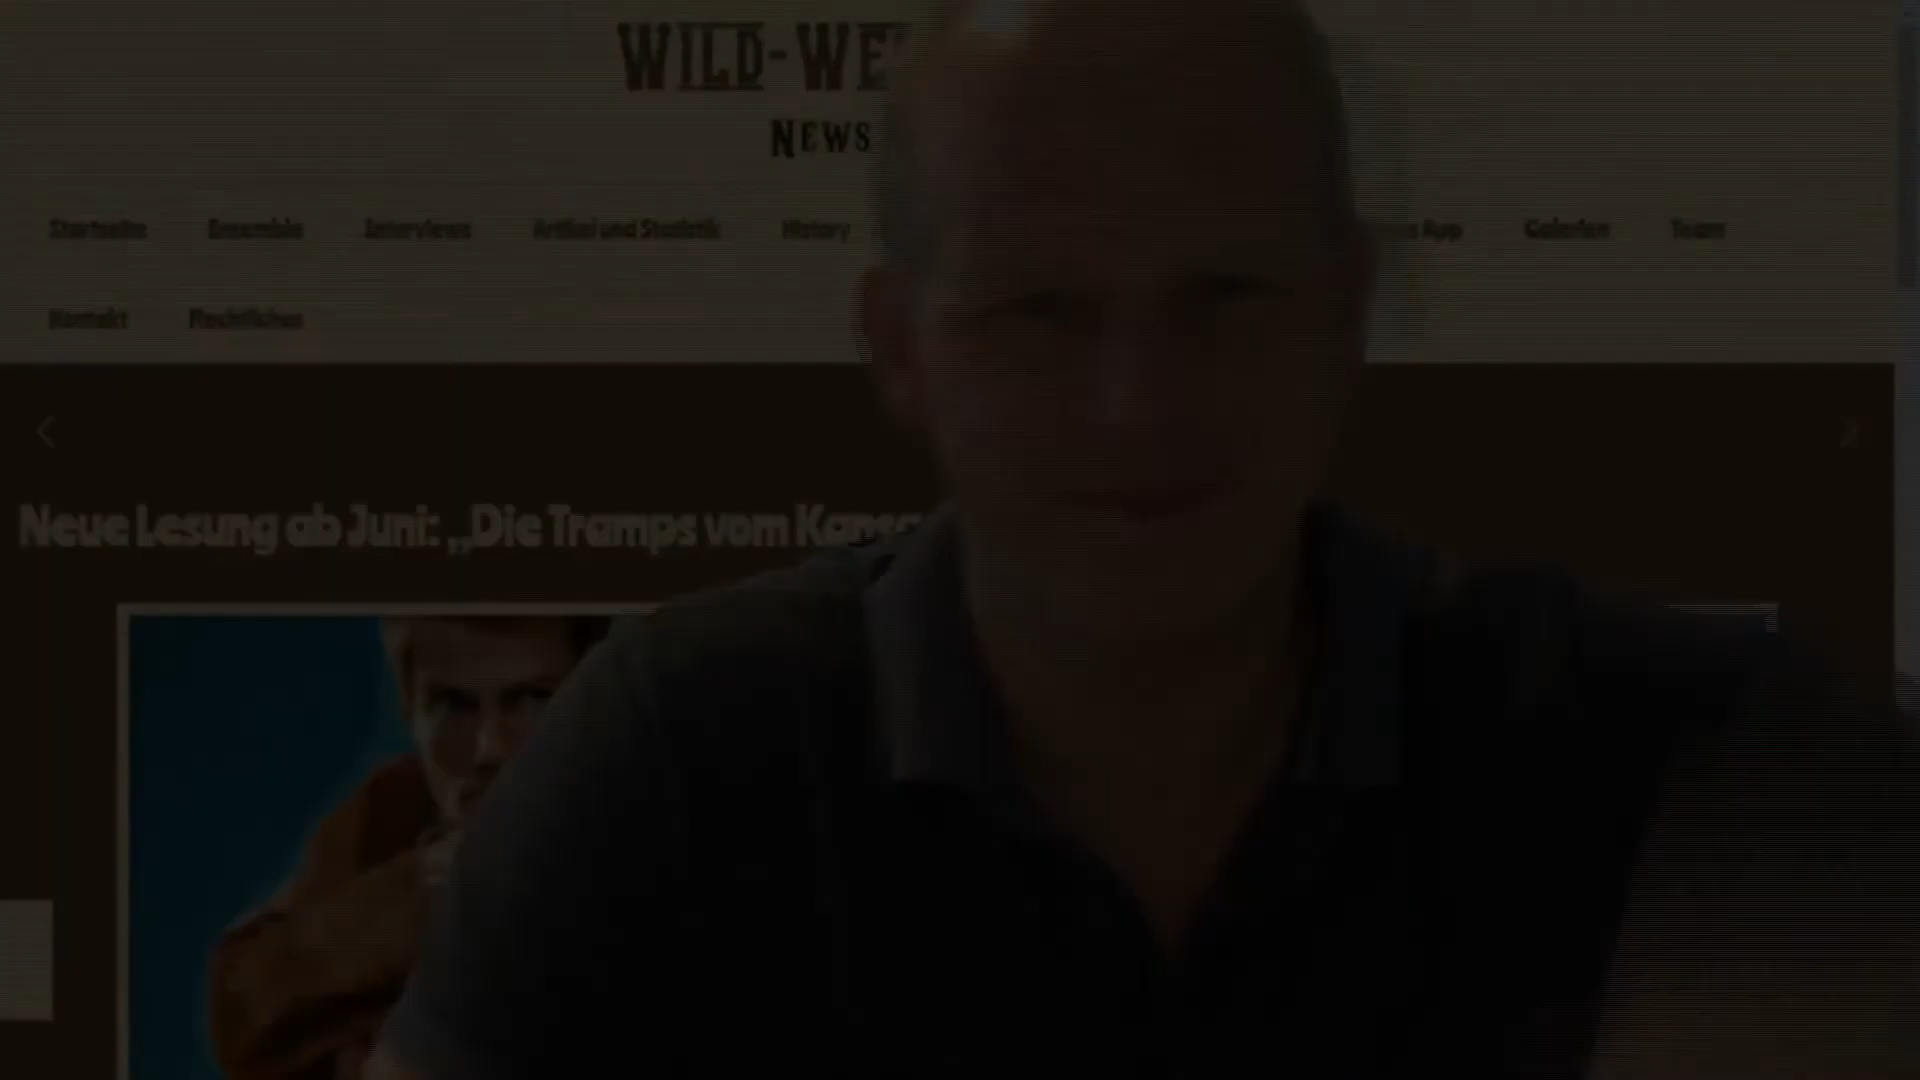 WILD-WE
NEWS
Startseite Ensemble Interviews Artikel und Statistik History App Galerien Team
Kontakt Rechtliches
Neue Lesung ab Juni: „Die Tramps vom Kansa